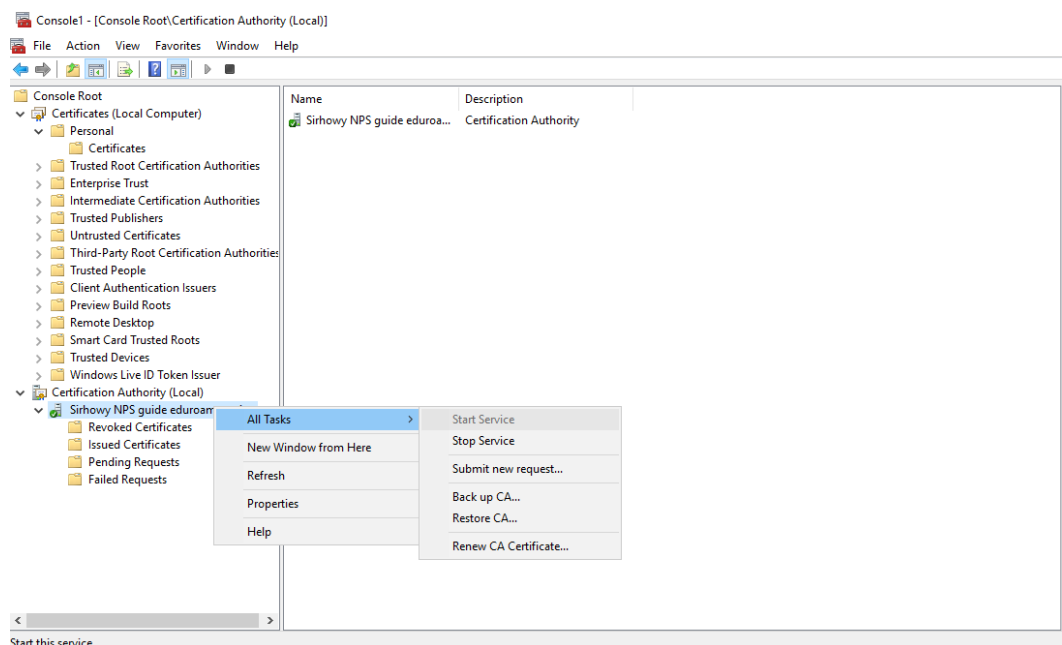 Console1 - [Console Root\Certification Authority (Local)]
File Action View Favorites Window Help
Console Root
Certificates (Local Computer)
Personal
Certificates
Trusted Root Certification Authorities
Enterprise Trust
Intermediate Certification Authorities
Trusted Publishers
Untrusted Certificates
Third-Party Root Certification Authorities
Trusted People
Client Authentication Issuers
Preview Build Roots
Remote Desktop
Smart Card Trusted Roots
Trusted Devices
Windows Live ID Token Issuer
Certification Authority (Local)
Sirhowy NPS guide eduroam
Revoked Certificates
Issued Certificates
Pending Requests
Failed Requests
Name Description
Sirhowy NPS guide eduroa... Certification Authority
All Tasks
New Window from Here
Refresh
Properties
Help
Start Service
Stop Service
Submit new request...
Back up CA...
Restore CA...
Renew CA Certificate...
Start this service